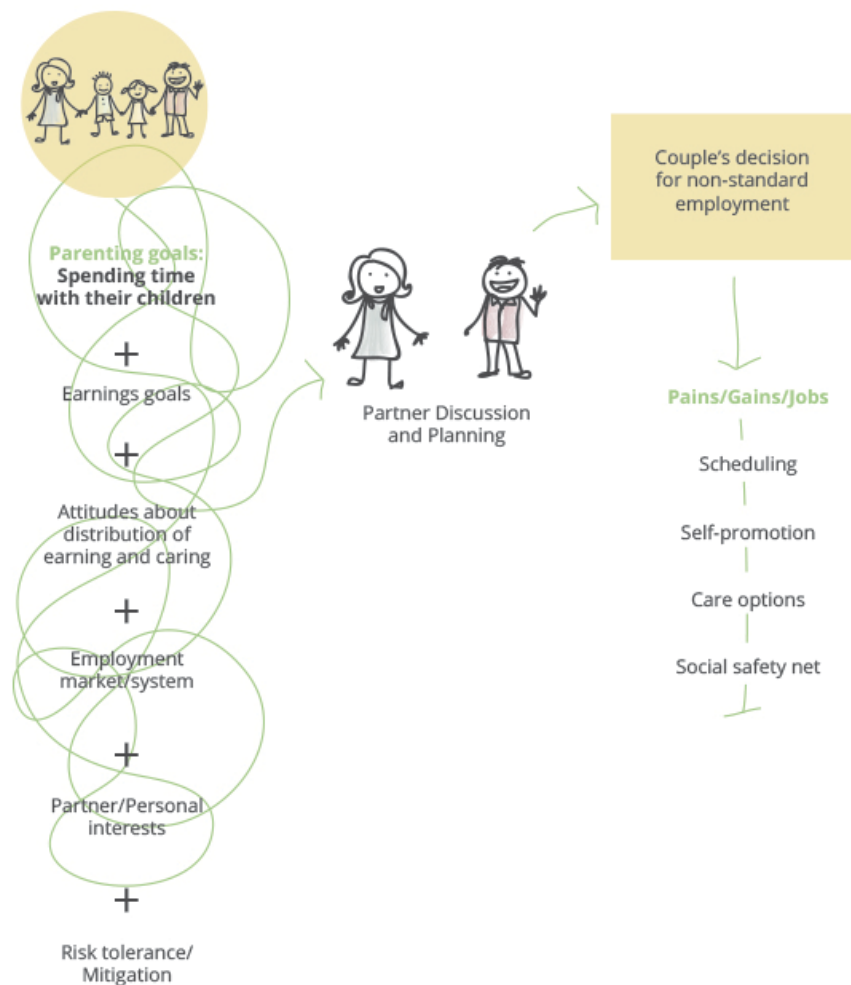 Parenting goals:
Spending time
with their children
+
Earnings goals
+
Attitudes about
distribution of
earning and caring
+
Employment
market/system
+
Partner/Personal
interests
+
Risk tolerance/
Mitigation
Partner Discussion
and Planning
Couple's decision
for non-standard
employment
Pains/Gains/Jobs
Scheduling
Self-promotion
Care options
Social safety net